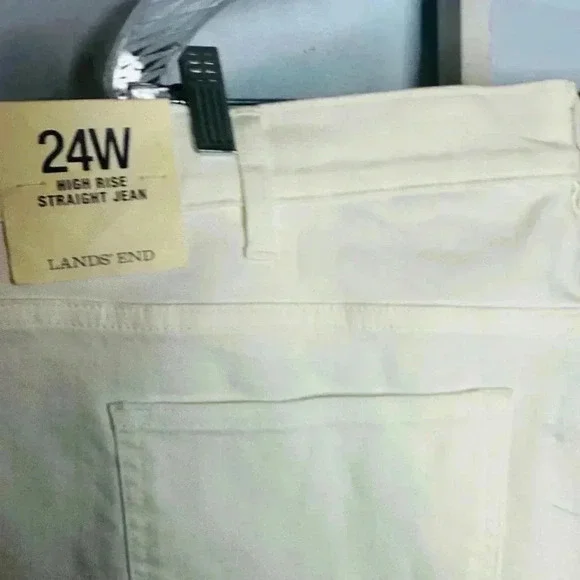 24W
HIGH RISE
STRAIGHT JEAN
LANDS' END